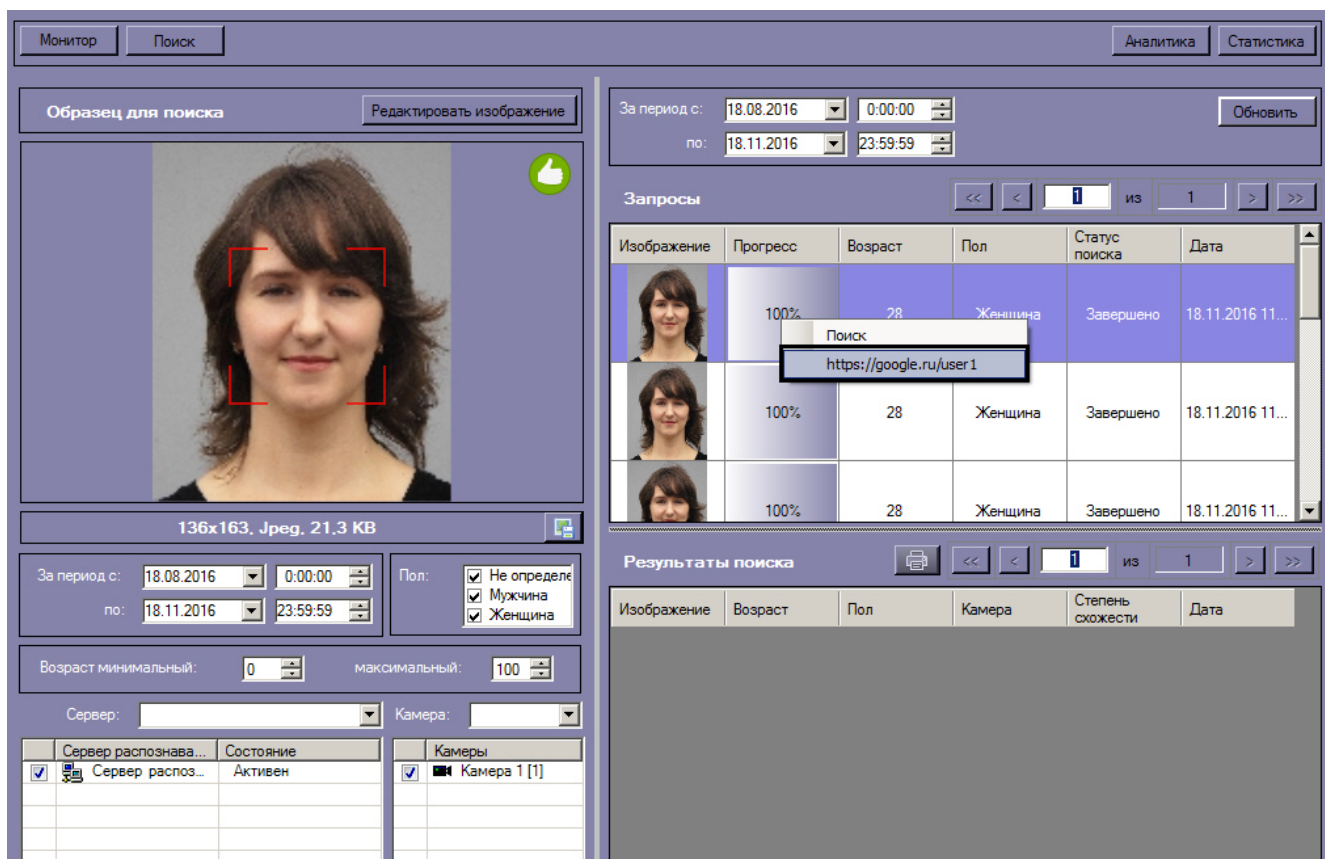 Монитор
Поиск
Аналитика
Статистика
Образец для поиска
Редактировать изображение
136x163, Jpeg, 21,3 KB
За период с: 18.08.2016 0:00:00
по: 18.11.2016 23:59:59
Пол:
Не определе
Мужчина
Женщина
Возраст минимальный: 0 максимальный: 100
Сервер:
Камера:
Сервер распознава... Состояние
Сервер распоз... Активен
Камеры
Камера 1 [1]
За период с: 18.08.2016 0:00:00
по: 18.11.2016 23:59:59
Обновить
Запросы
<< < 1 из 1 > >>
Изображение Прогресс Возраст Пол Статус поиска Дата
100% 28 Женщина Завершено 18.11.2016 11...
Поиск
https://google.ru/user1
100% 28 Женщина Завершено 18.11.2016 11...
100% 28 Женщина Завершено 18.11.2016 11...
Результаты поиска
<< < 1 из 1 > >>
Изображение Возраст Пол Камера Степень схожести Дата